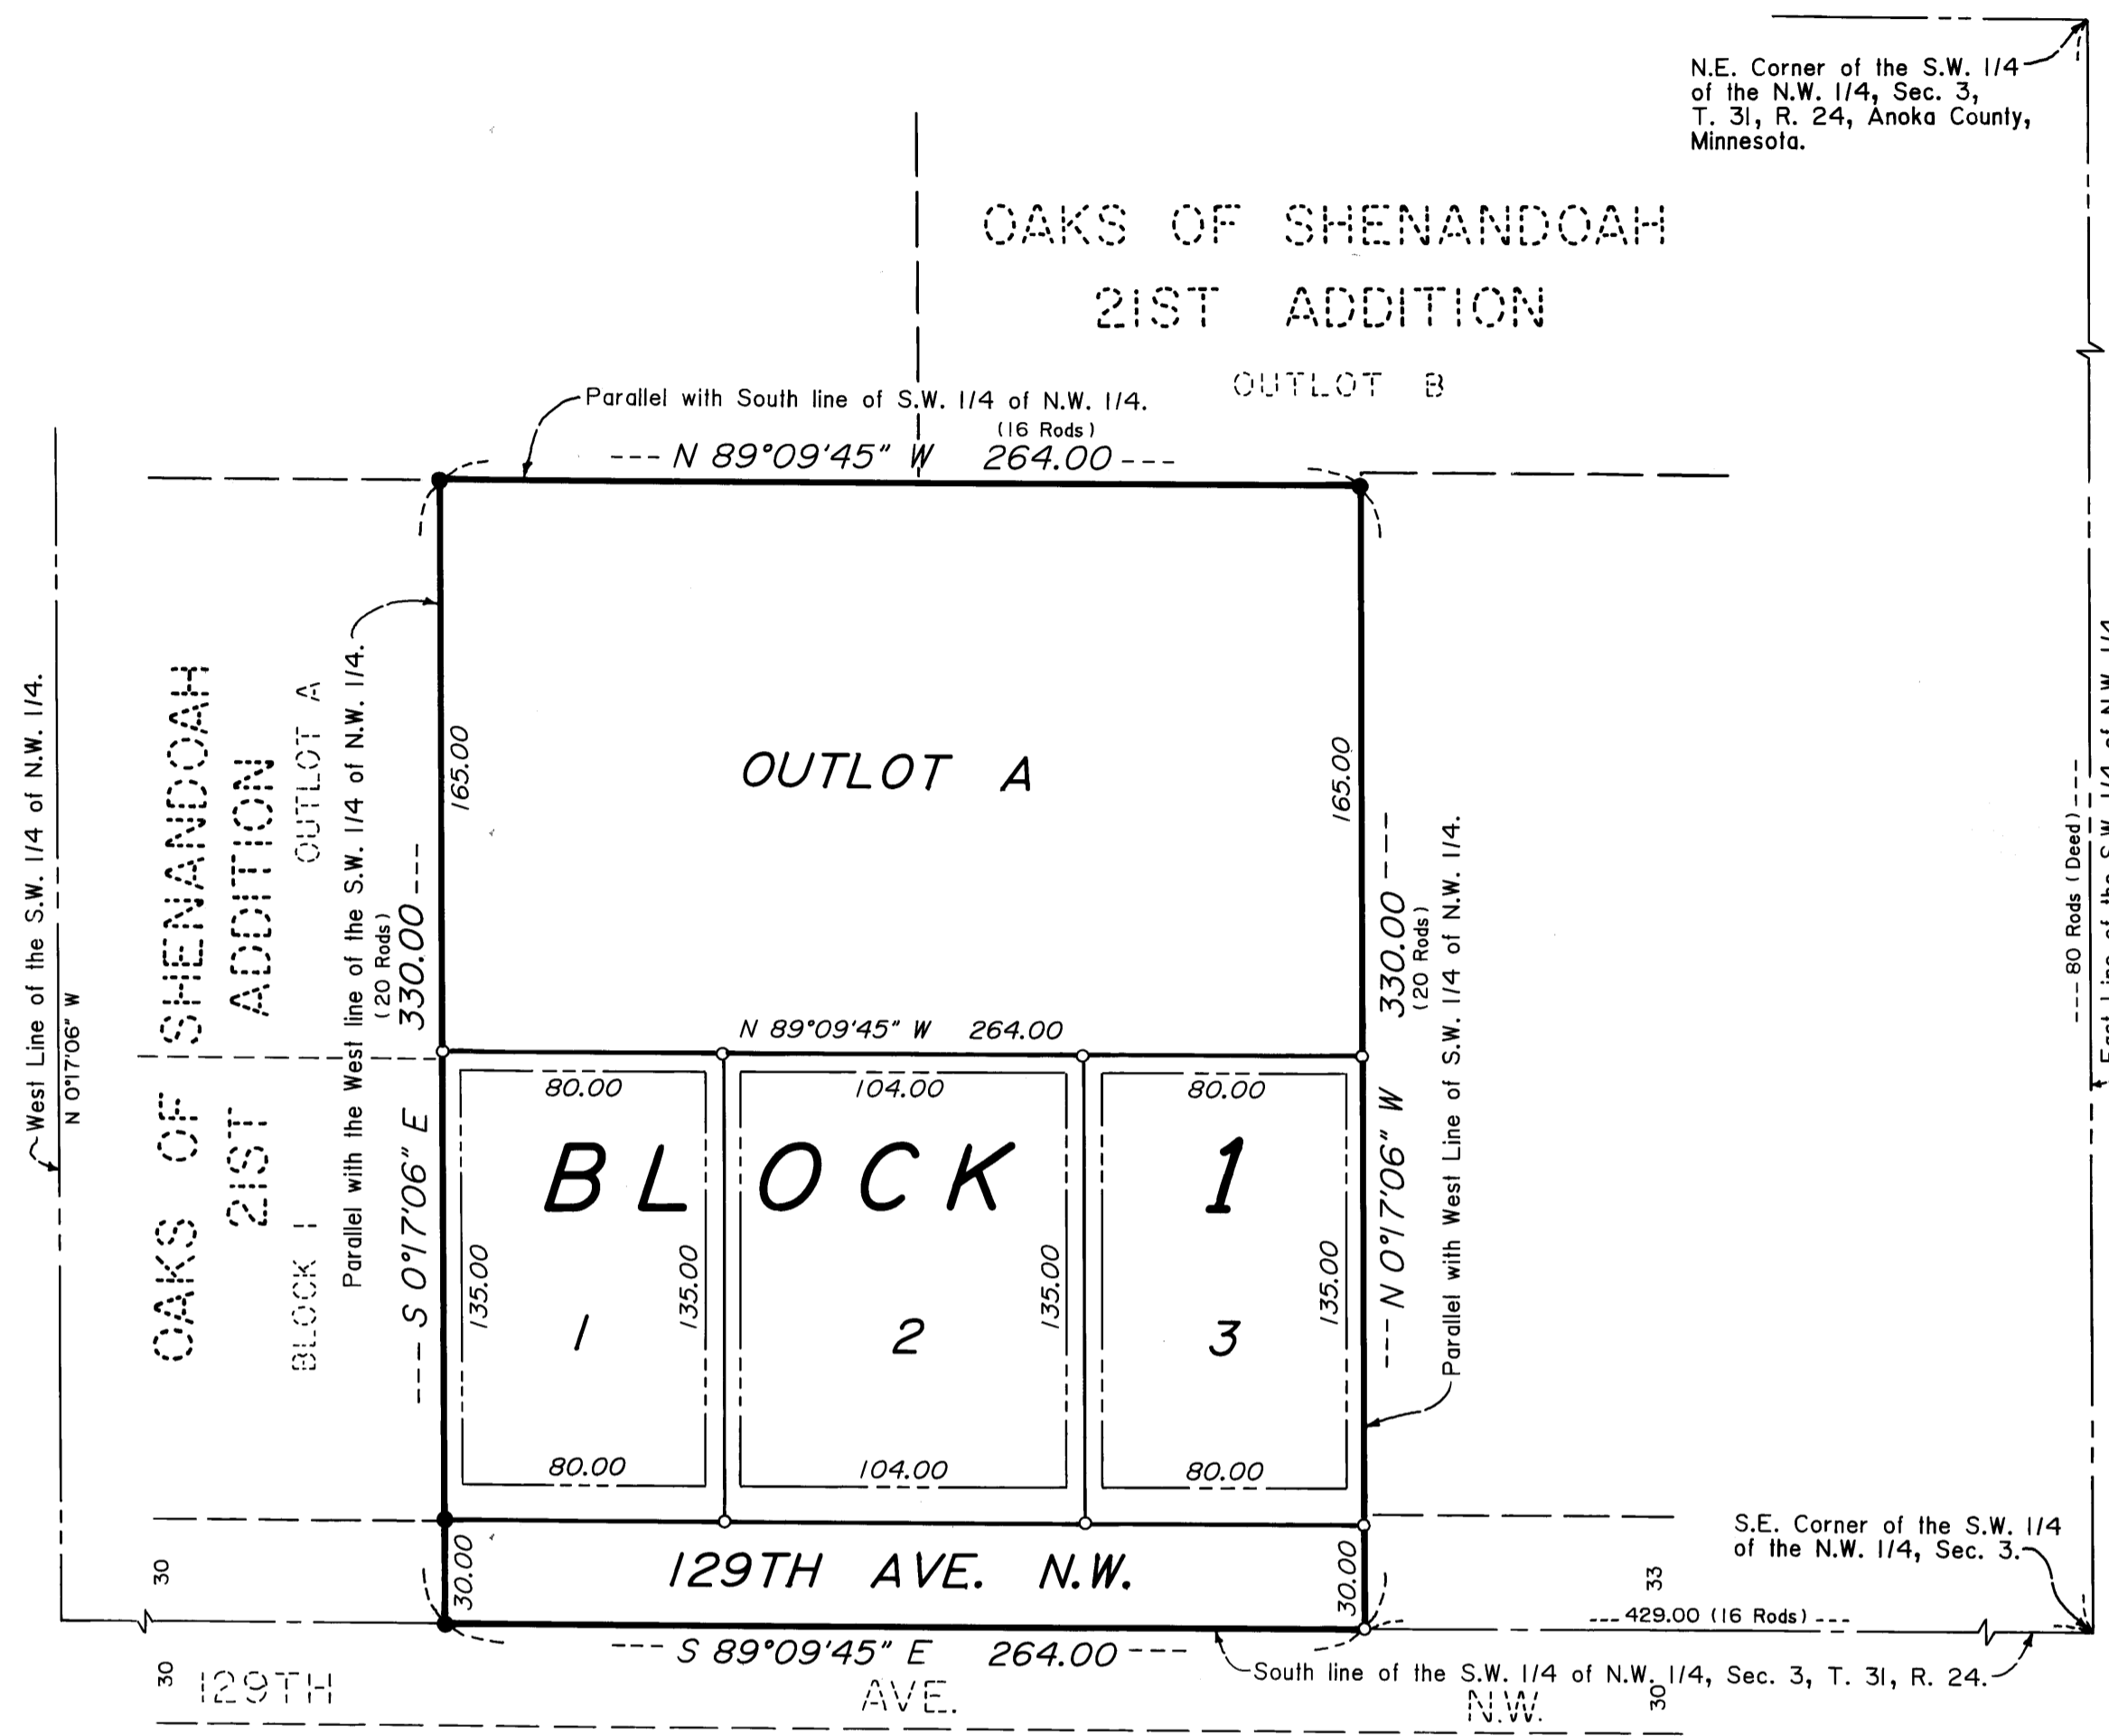 N.E. Corner of the S.W. 1/4
of the N.W. 1/4, Sec. 3,
T. 31, R. 24, Anoka County,
Minnesota.
OAKS OF SHENANDOAH
21ST ADDITION
OUTLOT B
Parallel with South line of S.W. 1/4 of N.W. 1/4.
(16 Rods)
--- N 89°09'45" W 264.00 ---
West Line of the S.W. 1/4 of N.W. 1/4.
N 0°17'06" W
OAKS OF SHENANDOAH
21ST ADDITION
BLOCK 1 OUTLOT A
Parallel with the West line of the S.W. 1/4 of N.W. 1/4.
(20 Rods)
--- S 0°17'06" E 330.00 ---
165.00
OUTLOT A
165.00
--- N 0°17'06" W 330.00 ---
(20 Rods)
Parallel with West Line of S.W. 1/4 of N.W. 1/4.
--- 80 Rods (Deed) ---
East Line of the S.W. 1/4 of N.W. 1/4
N 89°09'45" W 264.00
80.00 104.00 80.00
BLOCK 1
135.00 135.00 135.00 135.00
1 2 3
80.00 104.00 80.00
30
30.00
129TH AVE. N.W.
30.00
S.E. Corner of the S.W. 1/4
of the N.W. 1/4, Sec. 3.
33
--- 429.00 (16 Rods) ---
--- S 89°09'45" E 264.00 ---
South line of the S.W. 1/4 of N.W. 1/4, Sec. 3, T. 31, R. 24.
30
129TH AVE. N.W.
30